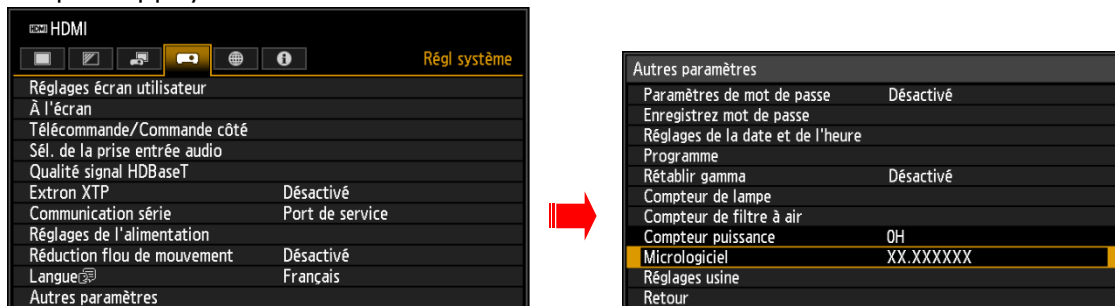 HDMI HDMI
Régl système
Réglages écran utilisateur
À l'écran
Télécommande/Commande côté
Sél. de la prise entrée audio
Qualité signal HDBaseT
Extron XTP Désactivé
Communication série Port de service
Réglages de l'alimentation
Réduction flou de mouvement Désactivé
Langue Français
Autres paramètres
Autres paramètres
Paramètres de mot de passe Désactivé
Enregistrez mot de passe
Réglages de la date et de l'heure
Programme
Rétablir gamma Désactivé
Compteur de lampe
Compteur de filtre à air
Compteur puissance 0H
Micrologiciel XX.XXXXXX
Réglages usine
Retour